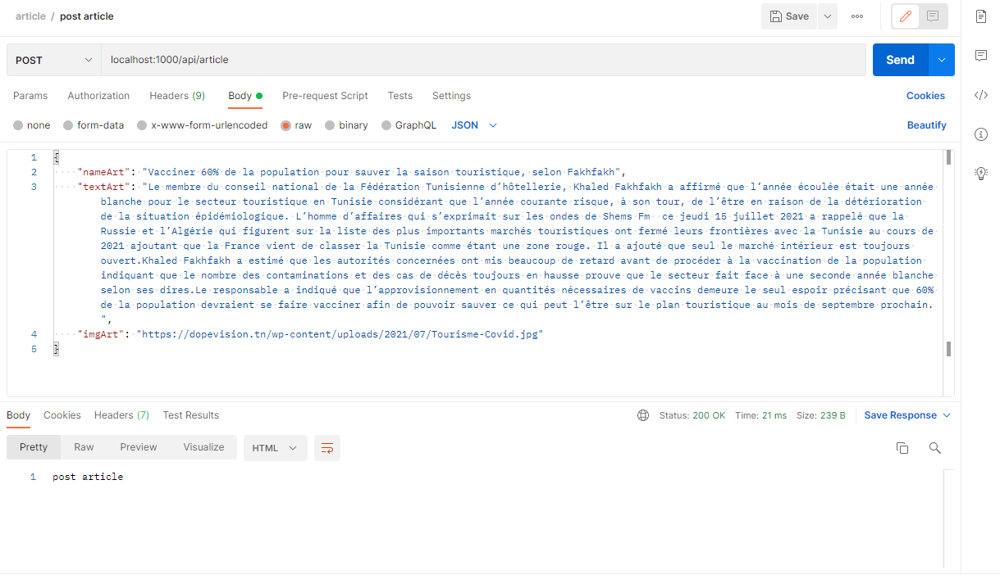 article / post article
Save
POST
localhost:1000/api/article
Send
Params Authorization Headers (9) Body Pre-request Script Tests Settings Cookies
none form-data x-www-form-urlencoded raw binary GraphQL JSON Beautify
1 {
2 "nameArt": "Vacciner 60% de la population pour sauver la saison touristique, selon Fakhfakh",
3 "textArt": "Le membre du conseil national de la Fédération Tunisienne d’hôtellerie, Khaled Fakhfakh a affirmé que l’année écoulée était une année
blanche pour le secteur touristique en Tunisie considérant que l’année courante risque, à son tour, de l’être en raison de la détérioration
de la situation épidémiologique. L’homme d’affaires qui s’exprimait sur les ondes de Shems Fm  ce jeudi 15 juillet 2021 a rappelé que la
Russie et l’Algérie qui figurent sur la liste des plus importants marchés touristiques ont fermé leurs frontières avec la Tunisie au cours de
2021 ajoutant que la France vient de classer la Tunisie comme étant une zone rouge. Il a ajouté que seul le marché intérieur est toujours
ouvert.Khaled Fakhfakh a estimé que les autorités concernées ont mis beaucoup de retard avant de procéder à la vaccination de la population
indiquant que le nombre des contaminations et des cas de décès toujours en hausse prouve que le secteur fait face à une seconde année blanche
selon ses dires.Le responsable a indiqué que l’approvisionnement en quantités nécessaires de vaccins demeure le seul espoir précisant que 60%
de la population devraient se faire vacciner afin de pouvoir sauver ce qui peut l’être sur le plan touristique au mois de septembre prochain.
",
4 "imgArt": "https://dopevision.tn/wp-content/uploads/2021/07/Tourisme-Covid.jpg"
5 }
Body Cookies Headers (7) Test Results Status: 200 OK Time: 21 ms Size: 239 B Save Response
Pretty Raw Preview Visualize HTML
1 post article